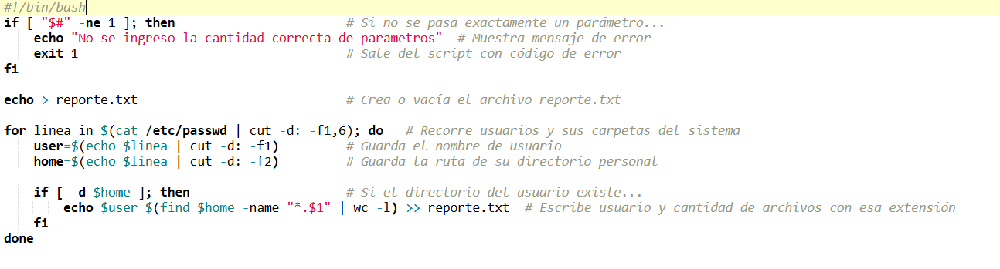 #!/bin/bash
if [ "$#" -ne 1 ]; then # Si no se pasa exactamente un parámetro...
echo "No se ingreso la cantidad correcta de parametros" # Muestra mensaje de error
exit 1 # Sale del script con código de error
fi
echo > reporte.txt # Crea o vacía el archivo reporte.txt
for linea in $(cat /etc/passwd | cut -d: -f1,6); do # Recorre usuarios y sus carpetas del sistema
user=$(echo $linea | cut -d: -f1) # Guarda el nombre de usuario
home=$(echo $linea | cut -d: -f2) # Guarda la ruta de su directorio personal
if [ -d $home ]; then # Si el directorio del usuario existe...
echo $user $(find $home -name "*.$1" | wc -l) >> reporte.txt # Escribe usuario y cantidad de archivos con esa extensión
fi
done